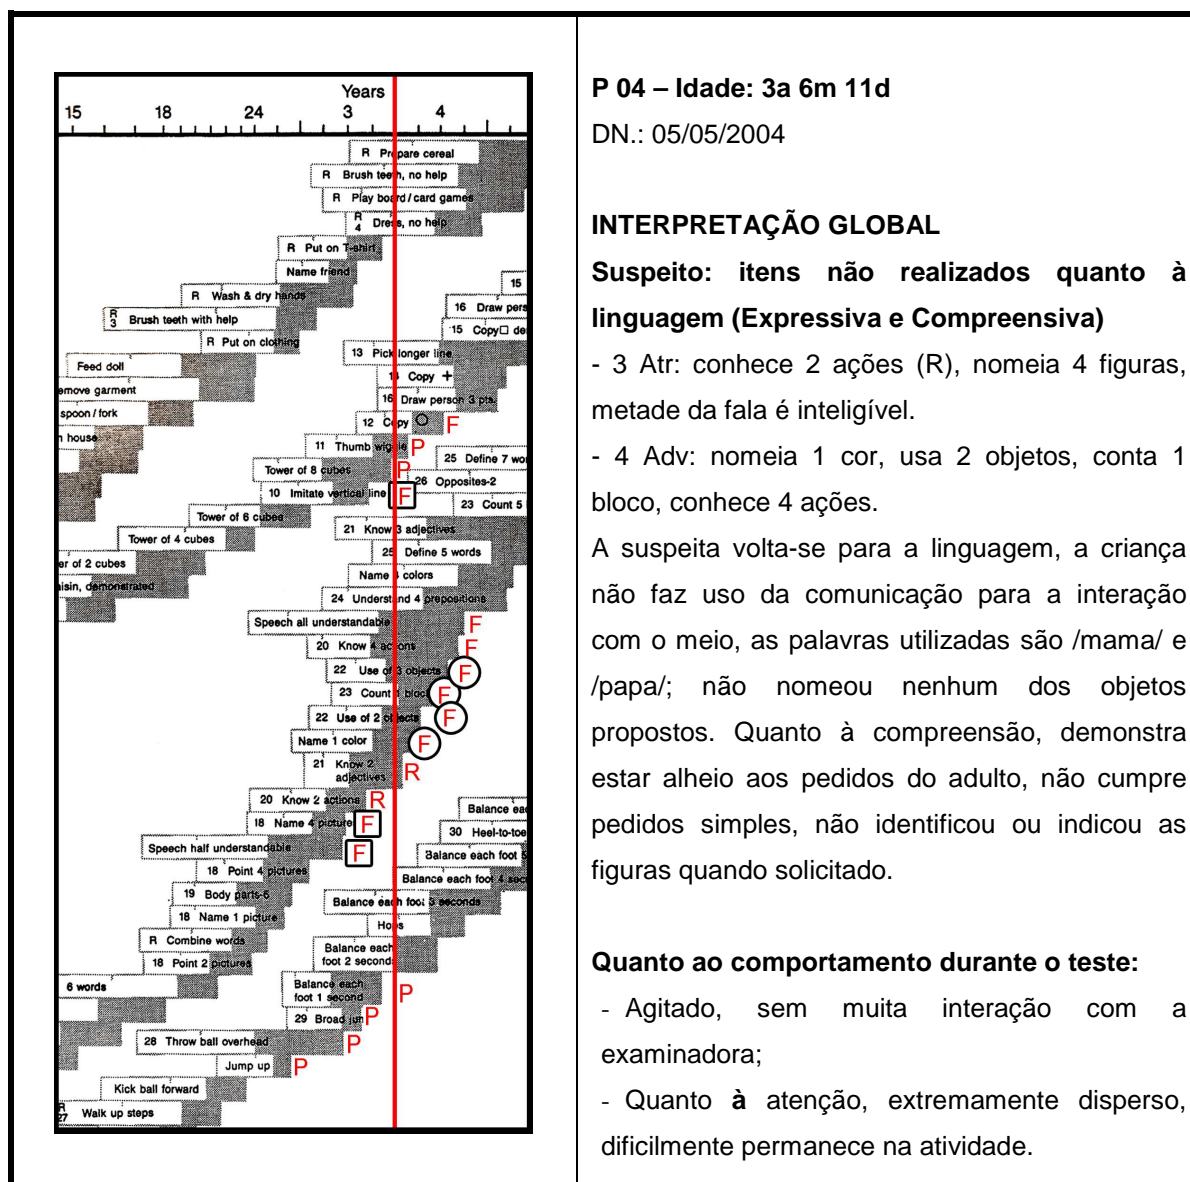 Years
15 18 24 3 4
R Prepare cereal
R Brush teeth, no help
R Play board / card games
R
4 Dress, no help
R Put on T-shirt
Name friend
15
R Wash & dry hands
16 Draw pers
R
3 Brush teeth with help
15 Copy□ de
R Put on clothing
13 Pick longer line
Feed doll
14 Copy +
emove garment
16 Draw person 3 pts.
spoon / fork
12 Copy ○ F
n house
11 Thumb wiggle P
25 Define 7 wor
Tower of 8 cubes P
26 Opposites-2
10 Imitate vertical line F
23 Count 5
Tower of 6 cubes
21 Know 3 adjectives
Tower of 4 cubes
25 Define 5 words
er of 2 cubes
Name 4 colors
aisin, demonstrated
24 Understand 4 prepositions
Speech all understandable F
20 Know 4 actions F
22 Use of 3 objects F
23 Count 1 block F
22 Use of 2 objects F
Name 1 color F
21 Know 2
adjectives R
20 Know 2 actions R
Balance eac
18 Name 4 pictures F
30 Heel-to-toe
Speech half understandable F
Balance each foot 5
18 Point 4 pictures
Balance each foot 4 sec
19 Body parts-6
Balance each foot 3 seconds
18 Name 1 picture
Hops
R Combine words
Balance each
foot 2 seconds
18 Point 2 pictures
6 words
Balance each
foot 1 second P
29 Broad jum P
28 Throw ball overhead P
Jump up P
Kick ball forward
R
27 Walk up steps
P 04 – Idade: 3a 6m 11d
DN.: 05/05/2004
INTERPRETAÇÃO GLOBAL
Suspeito: itens não realizados quanto à
linguagem (Expressiva e Compreensiva)
- 3 Atr: conhece 2 ações (R), nomeia 4 figuras,
metade da fala é inteligível.
- 4 Adv: nomeia 1 cor, usa 2 objetos, conta 1
bloco, conhece 4 ações.
A suspeita volta-se para a linguagem, a criança
não faz uso da comunicação para a interação
com o meio, as palavras utilizadas são /mama/ e
/papa/; não nomeou nenhum dos objetos
propostos. Quanto à compreensão, demonstra
estar alheio aos pedidos do adulto, não cumpre
pedidos simples, não identificou ou indicou as
figuras quando solicitado.
Quanto ao comportamento durante o teste:
- Agitado, sem muita interação com a
examinadora;
- Quanto à atenção, extremamente disperso,
dificilmente permanece na atividade.